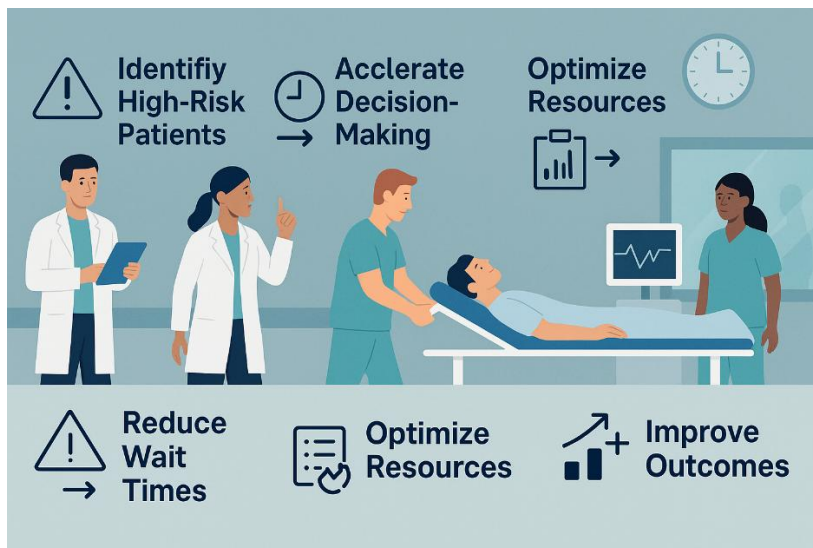 Identifiy
High-Risk
Patients
Acclerate
Decision-
Making
Optimize
Resources
Reduce
Wait
Times
Optimize
Resources
Improve
Outcomes